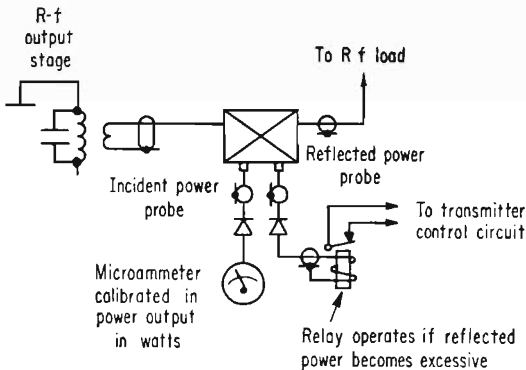 R-f
output
stage
To R f load
Reflected power
probe
Incident power
probe
To transmitter
control circuit
Microammeter
calibrated in
power output
in watts
Relay operates if reflected
power becomes excessive